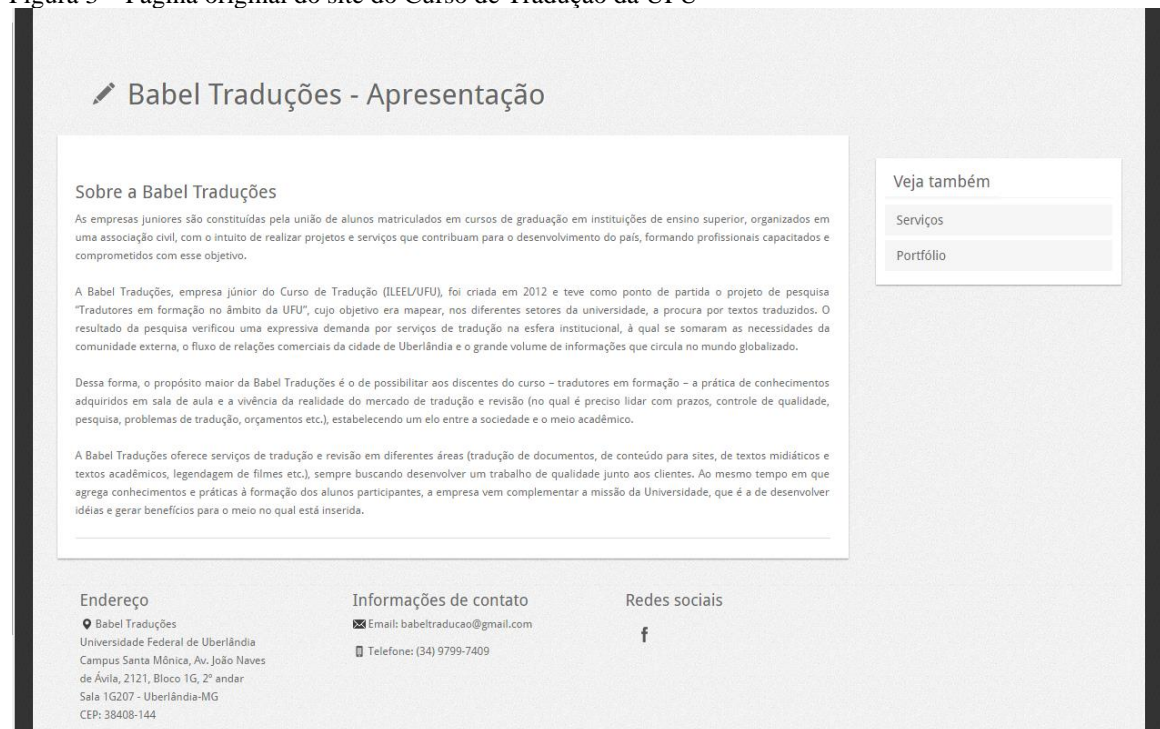 Figura 3 – Página original do site do Curso de Tradução da UFU
Babel Traduções - Apresentação
Sobre a Babel Traduções
As empresas juniores são constituídas pela união de alunos matriculados em cursos de graduação em instituições de ensino superior, organizados em
uma associação civil, com o intuito de realizar projetos e serviços que contribuam para o desenvolvimento do país, formando profissionais capacitados e
comprometidos com esse objetivo.
A Babel Traduções, empresa júnior do Curso de Tradução (ILEEL/UFU), foi criada em 2012 e teve como ponto de partida o projeto de pesquisa
“Tradutores em formação no âmbito da UFU”, cujo objetivo era mapear, nos diferentes setores da universidade, a procura por textos traduzidos. O
resultado da pesquisa verificou uma expressiva demanda por serviços de tradução na esfera institucional, à qual se somaram as necessidades da
comunidade externa, o fluxo de relações comerciais da cidade de Uberlândia e o grande volume de informações que circula no mundo globalizado.
Dessa forma, o propósito maior da Babel Traduções é o de possibilitar aos discentes do curso – tradutores em formação – a prática de conhecimentos
adquiridos em sala de aula e a vivência da realidade do mercado de tradução e revisão (no qual é preciso lidar com prazos, controle de qualidade,
pesquisa, problemas de tradução, orçamentos etc.), estabelecendo um elo entre a sociedade e o meio acadêmico.
A Babel Traduções oferece serviços de tradução e revisão em diferentes áreas (tradução de documentos, de conteúdo para sites, de textos midiáticos e
textos acadêmicos, legendagem de filmes etc.), sempre buscando desenvolver um trabalho de qualidade junto aos clientes. Ao mesmo tempo em que
agrega conhecimentos e práticas à formação dos alunos participantes, a empresa vem complementar a missão da Universidade, que é a de desenvolver
idéias e gerar benefícios para o meio no qual está inserida.
Veja também
Serviços
Portfólio
Endereço
Babel Traduções
Universidade Federal de Uberlândia
Campus Santa Mônica, Av. João Naves
de Ávila, 2121, Bloco 1G, 2º andar
Sala 1G207 - Uberlândia-MG
CEP: 38408-144
Informações de contato
Email: babeltraducao@gmail.com
Telefone: (34) 9799-7409
Redes sociais
f